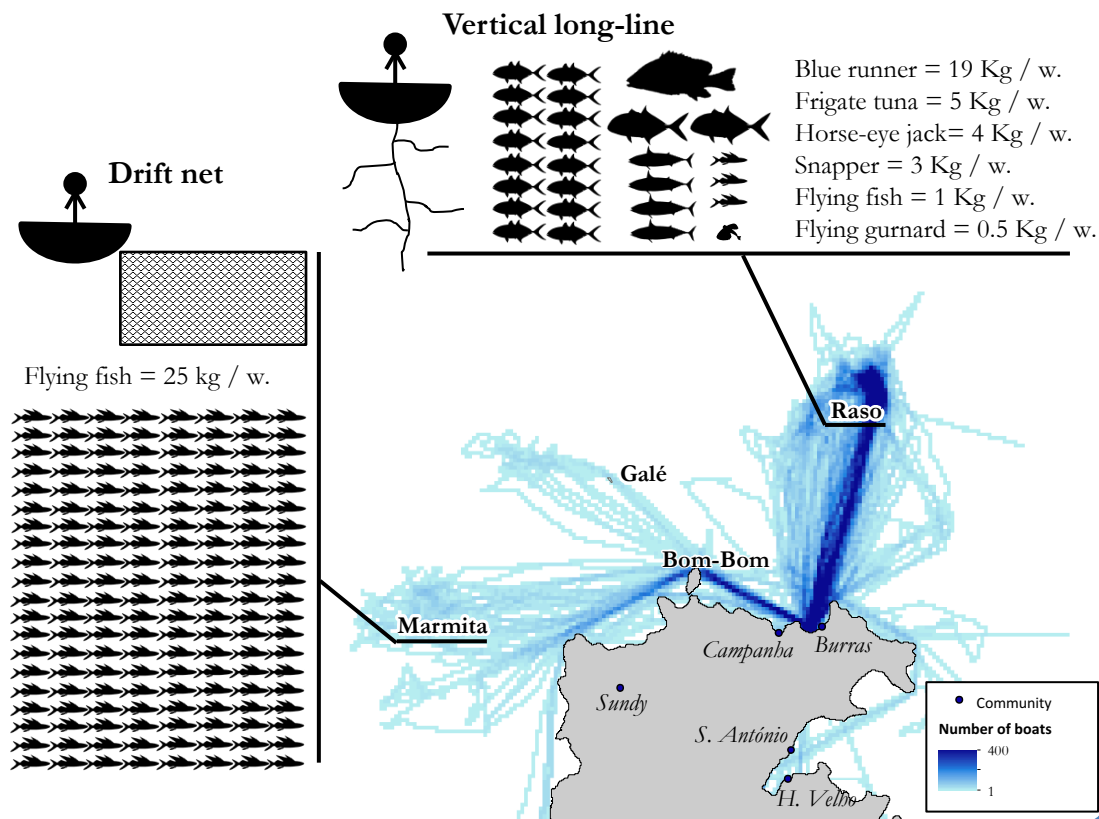 Vertical long-line
Blue runner = 19 Kg / w.
Frigate tuna = 5 Kg / w.
Horse-eye jack= 4 Kg / w.
Snapper = 3 Kg / w.
Flying fish = 1 Kg / w.
Flying gurnard = 0.5 Kg / w.
Drift net
Flying fish = 25 kg / w.
Raso
Galé
Bom-Bom
Marmita
Campanha
Burras
Sundy
S. António
H. Velho
Community
Number of boats
400
1